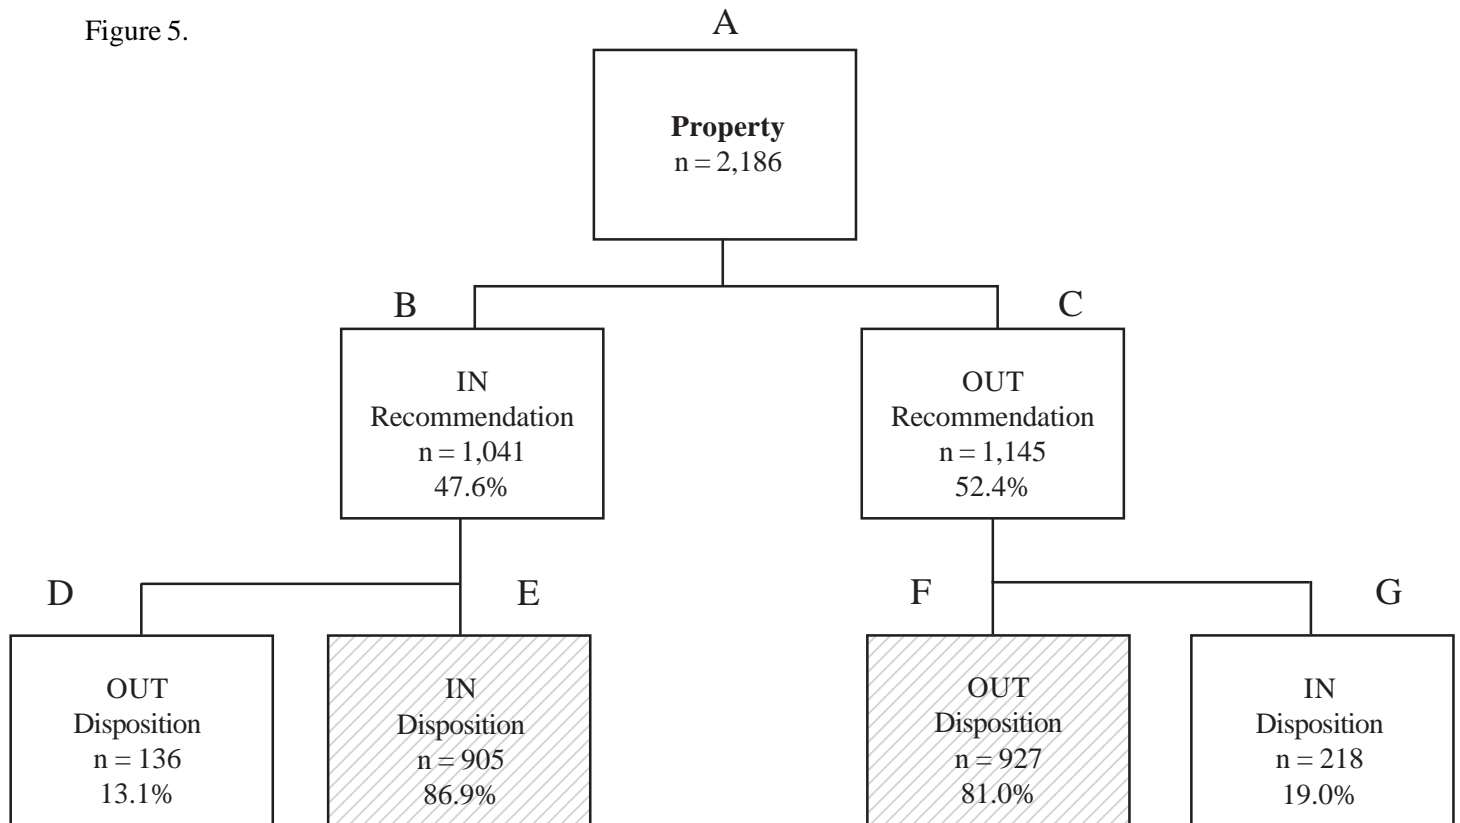 Figure 5.
A
Property
n = 2,186
B
IN
Recommendation
n = 1,041
47.6%
C
OUT
Recommendation
n = 1,145
52.4%
D
OUT
Disposition
n = 136
13.1%
E
IN
Disposition
n = 905
86.9%
F
OUT
Disposition
n = 927
81.0%
G
IN
Disposition
n = 218
19.0%